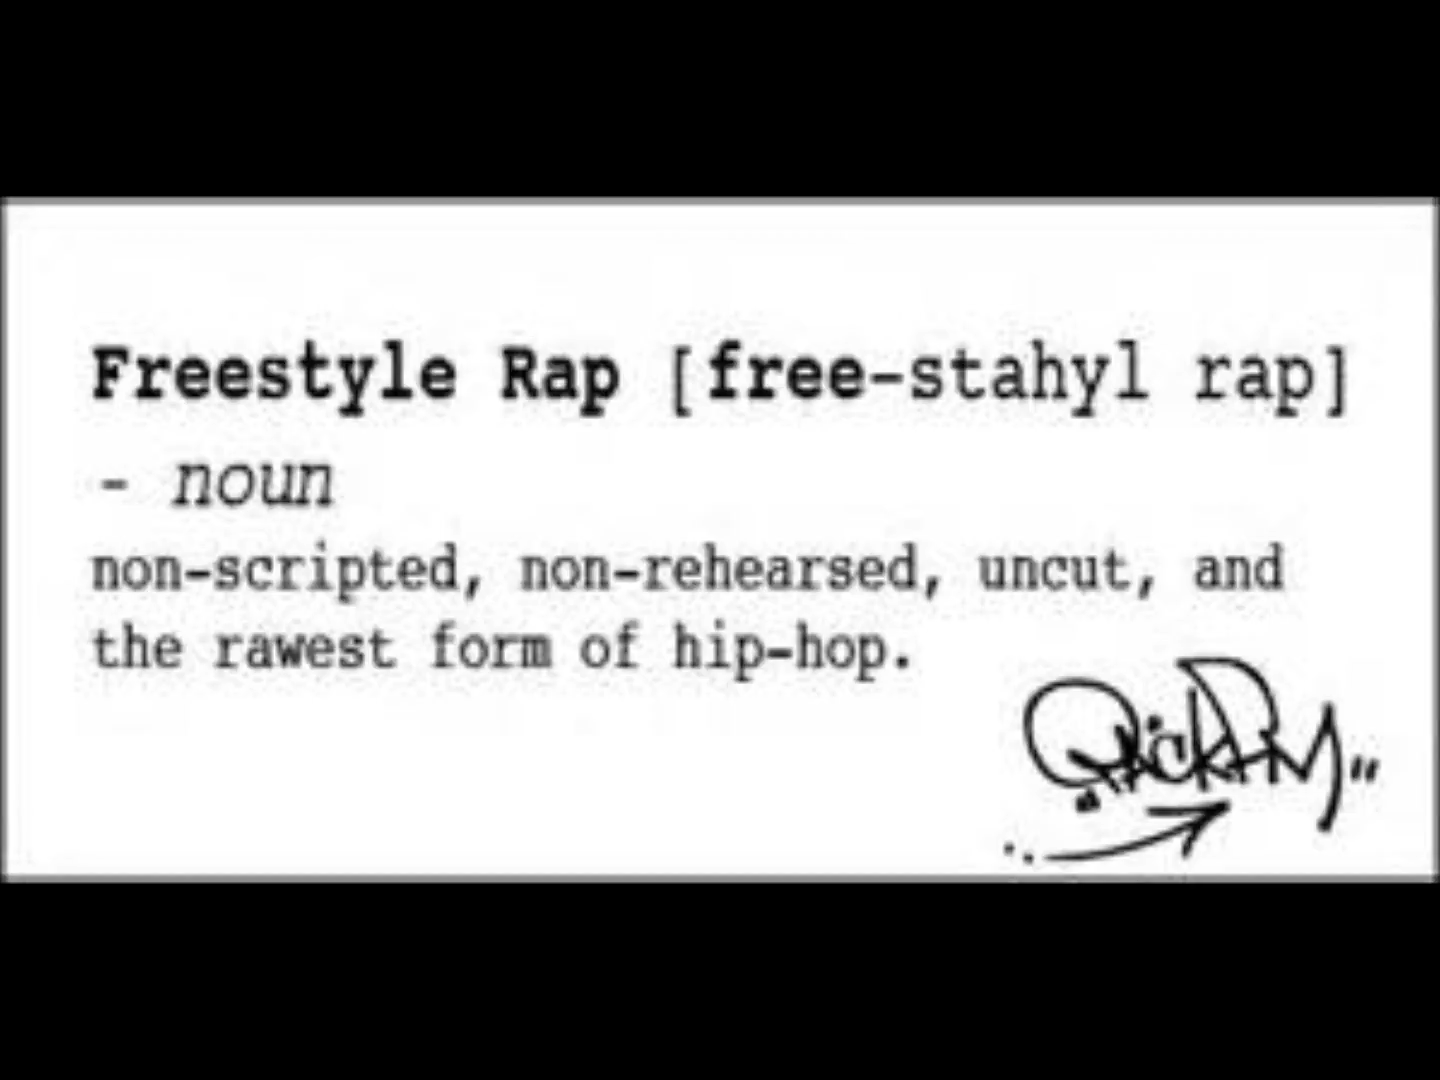 Freestyle Rap [free-stahyl rap]
- noun
non-scripted, non-rehearsed, uncut, and
the rawest form of hip-hop.